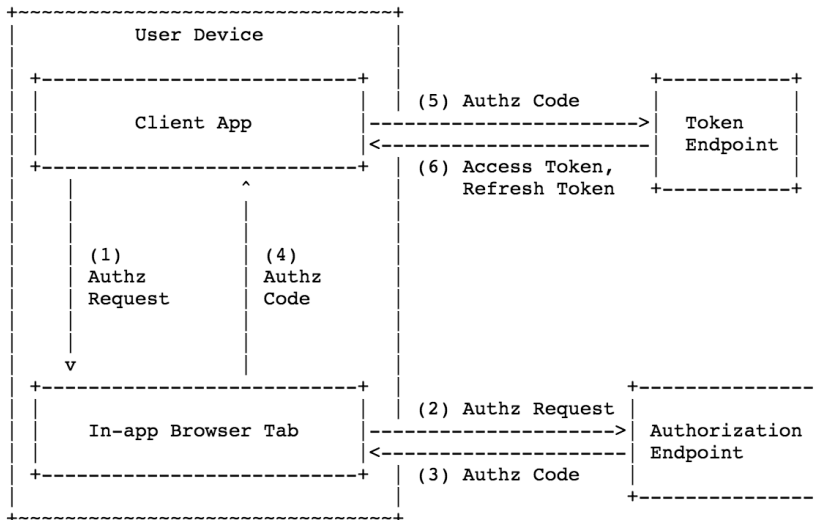 User Device
(5) Authz Code
Client App
Token
Endpoint
(6) Access Token,
Refresh Token
(1)
Authz
Request
(4)
Authz
Code
(2) Authz Request
In-app Browser Tab
Authorization
Endpoint
(3) Authz Code